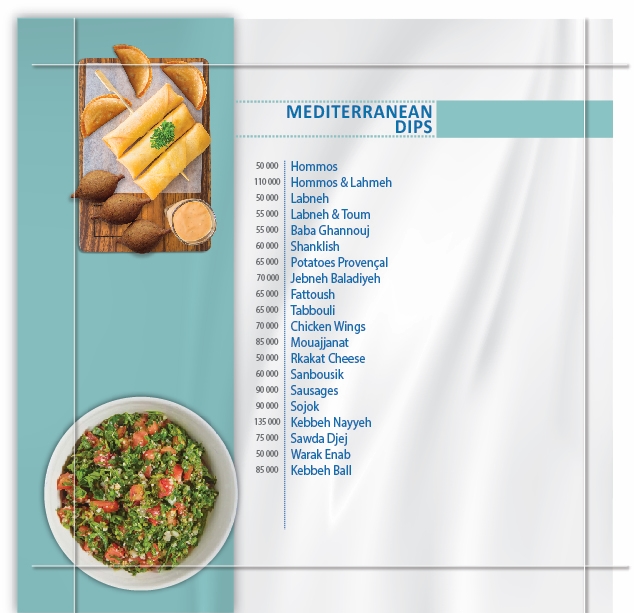 MEDITERRANEAN
DIPS
50 000 Hommos
110 000 Hommos & Lahmeh
50 000 Labneh
55 000 Labneh & Toum
55 000 Baba Ghannouj
60 000 Shanklish
65 000 Potatoes Provençal
70 000 Jebneh Baladiyeh
65 000 Fattoush
65 000 Tabbouli
70 000 Chicken Wings
85 000 Mouajjanat
50 000 Rkakat Cheese
60 000 Sanbousik
90 000 Sausages
90 000 Sojok
135 000 Kebbeh Nayyeh
75 000 Sawda Djej
50 000 Warak Enab
85 000 Kebbeh Ball